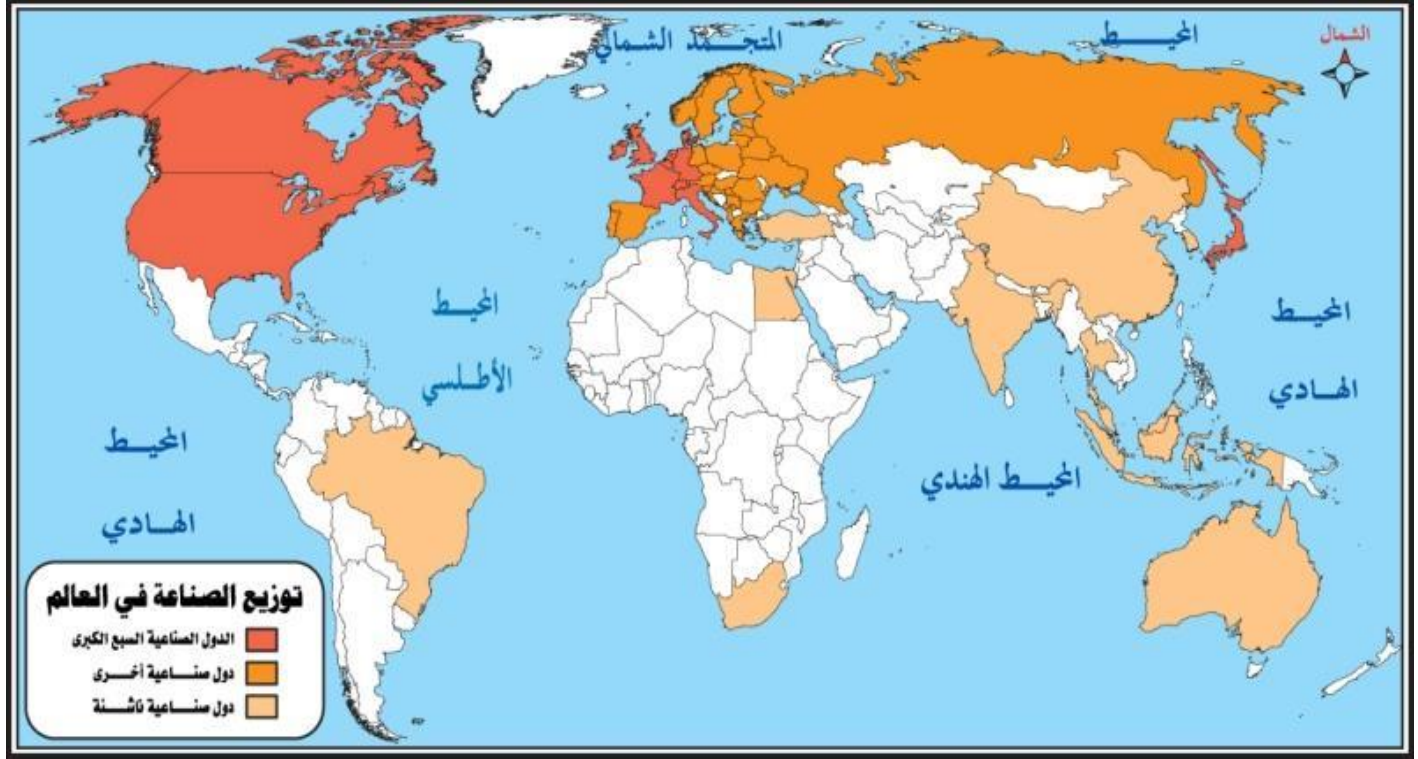 المحيط
المتجمد الشمالي
الشمال
المحيط
الأطلسي
المحيط
الهادي
المحيط
الهادي
المحيط الهندي
توزيع الصناعة في العالم
الدول الصناعية السبع الكبرى
دول صناعية أخرى
دول صناعية ناشئة